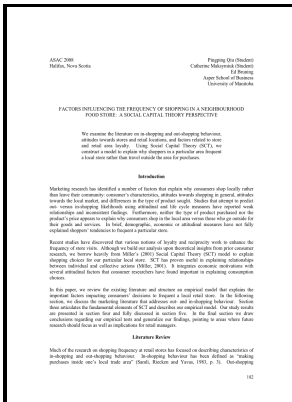 ASAC 2008
Halifax, Nova Scotia
Pingping Qiu (Student)
Catherine Maksymiuk (Student)
Ed Bruning
Asper School of Business
University of Manitoba
FACTORS INFLUENCING THE FREQUENCY OF SHOPPING IN A NEIGHBOURHOOD
FOOD STORE: A SOCIAL CAPITAL THEORY PERSPECTIVE
We examine the literature on in-shopping and out-shopping behaviour,
attitudes towards stores and retail locations, and factors related to store
and retail area loyalty. Using Social Capital Theory (SCT), we
construct a model to explain why shoppers in a particular area frequent
a local store rather than travel outside the area for purchases.
Introduction
Marketing research has identified a number of factors that explain why consumers shop locally rather
than leave their community: consumer's characteristics, attitudes towards shopping in general, attitudes
towards the local market, and differences in the type of product sought. Studies that attempt to predict
out- versus in-shopping likelihoods using attitudinal and life cycle measures have reported weak
relationships and inconsistent findings. Furthermore, neither the type of product purchased nor the
product's price appears to explain why consumers shop in the local area versus those who go outside for
their goods and services. In brief, demographic, economic or attitudinal measures have not fully
explained shoppers' tendencies to frequent a particular store.
Recent studies have discovered that various notions of loyalty and reciprocity work to enhance the
frequency of store visits. Although we build our analysis upon theoretical insights from prior consumer
research, we borrow heavily from Miller's (2001) Social Capital Theory (SCT) model to explain
shopping choices for our particular local store. SCT has proven useful in explaining relationships
between individual and collective actions (Miller, 2001). It integrates economic motivations with
several attitudinal factors that consumer researchers have found important in explaining consumption
choices.
In this paper, we review the existing literature and structure an empirical model that explains the
important factors impacting consumers' decisions to frequent a local retail store. In the following
section, we discuss the marketing literature that addresses out- and in-shopping behaviour. Section
three articulates the fundamental elements of SCT and describes our empirical model. Our study results
are presented in section four and fully discussed in section five. In the final section we draw
conclusions regarding our empirical tests and generalize our findings, pointing to areas where future
research should focus as well as implications for retail managers.
Literature Review
Much of the research on shopping frequency at retail stores has focused on describing characteristics of
in-shopping and out-shopping behaviour. In-shopping behaviour has been defined as "making
purchases inside one's local trade area" (Samli, Riecken and Yavas, 1983, p. 3). Out-shopping
102